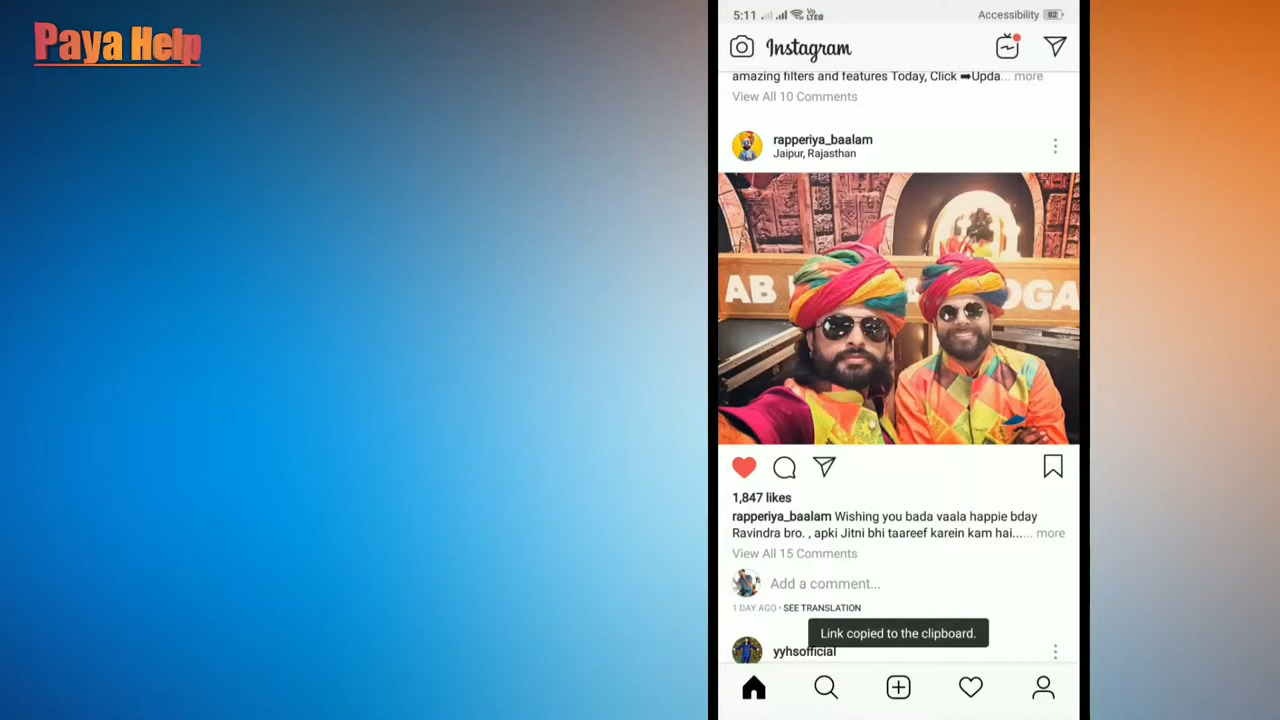 Paya Help
5:11
Vo
LTE
Accessibility 82
Instagram
amazing filters and features Today, Click ➡Upda... more
View All 10 Comments
rapperiya_baalam
Jaipur, Rajasthan
AB
OGA
1,847 likes
rapperiya_baalam Wishing you bada vaala happie bday
Ravindra bro. , apki Jitni bhi taareef karein kam hai...... more
View All 15 Comments
Add a comment...
1 DAY AGO • SEE TRANSLATION
Link copied to the clipboard.
yyhsofficial